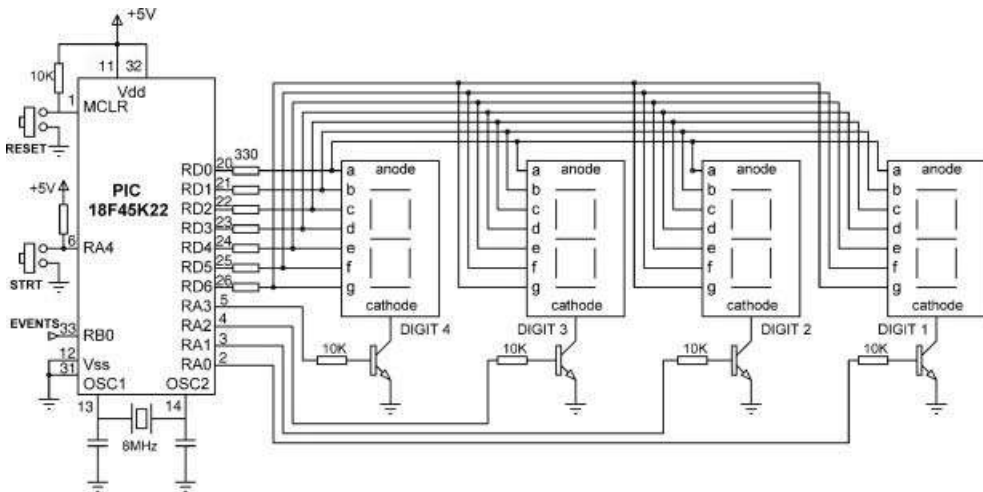 +5V
11 32
10K
Vdd
1
MCLR
RESET
20 330
RD0
a anode
a anode
a anode
a anode
21
RD1
b
b
b
b
+5V
PIC
22
RD2
c
c
c
c
18F45K22
23
RD3
d
d
d
d
6
RA4
24
RD4
e
e
e
e
25
RD5
f
f
f
f
STRT
26
RD6
g
g
g
g
5
RA3
cathode
cathode
cathode
cathode
EVENTS
33
RB0
4
RA2
DIGIT 4
DIGIT 3
DIGIT 2
DIGIT 1
3
RA1
10K
10K
10K
10K
12
Vss
31
2
RA0
OSC1
OSC2
13
14
8MHz